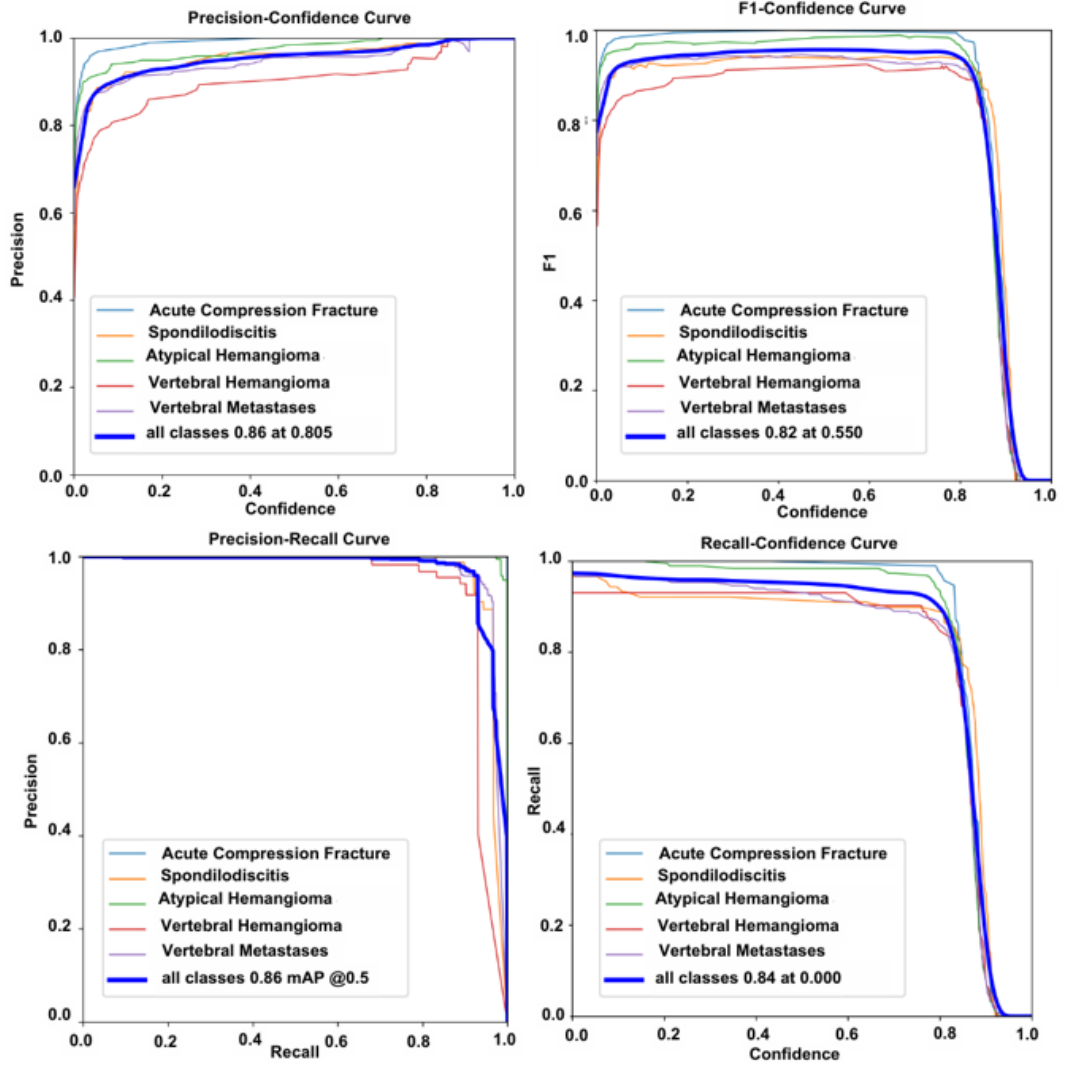 Precision-Confidence Curve
1.0
0.8
0.6
0.4
0.2
0.0
Precision
Acute Compression Fracture
Spondilodiscitis
Atypical Hemangioma
Vertebral Hemangioma
Vertebral Metastases
all classes 0.86 at 0.805
0.0 0.2 0.4 0.6 0.8 1.0
Confidence
F1-Confidence Curve
1.0
0.8
0.6
0.4
0.2
0.0
F1
Acute Compression Fracture
Spondilodiscitis
Atypical Hemangioma
Vertebral Hemangioma
Vertebral Metastases
all classes 0.82 at 0.550
0.0 0.2 0.4 0.6 0.8 1.0
Confidence
Precision-Recall Curve
1.0
0.8
0.6
0.4
0.2
0.0
Precision
Acute Compression Fracture
Spondilodiscitis
Atypical Hemangioma
Vertebral Hemangioma
Vertebral Metastases
all classes 0.86 mAP @0.5
0.0 0.2 0.4 0.6 0.8 1.0
Recall
Recall-Confidence Curve
1.0
0.8
0.6
0.4
0.2
0.0
Recall
Acute Compression Fracture
Spondilodiscitis
Atypical Hemangioma
Vertebral Hemangioma
Vertebral Metastases
all classes 0.84 at 0.000
0.0 0.2 0.4 0.6 0.8 1.0
Confidence